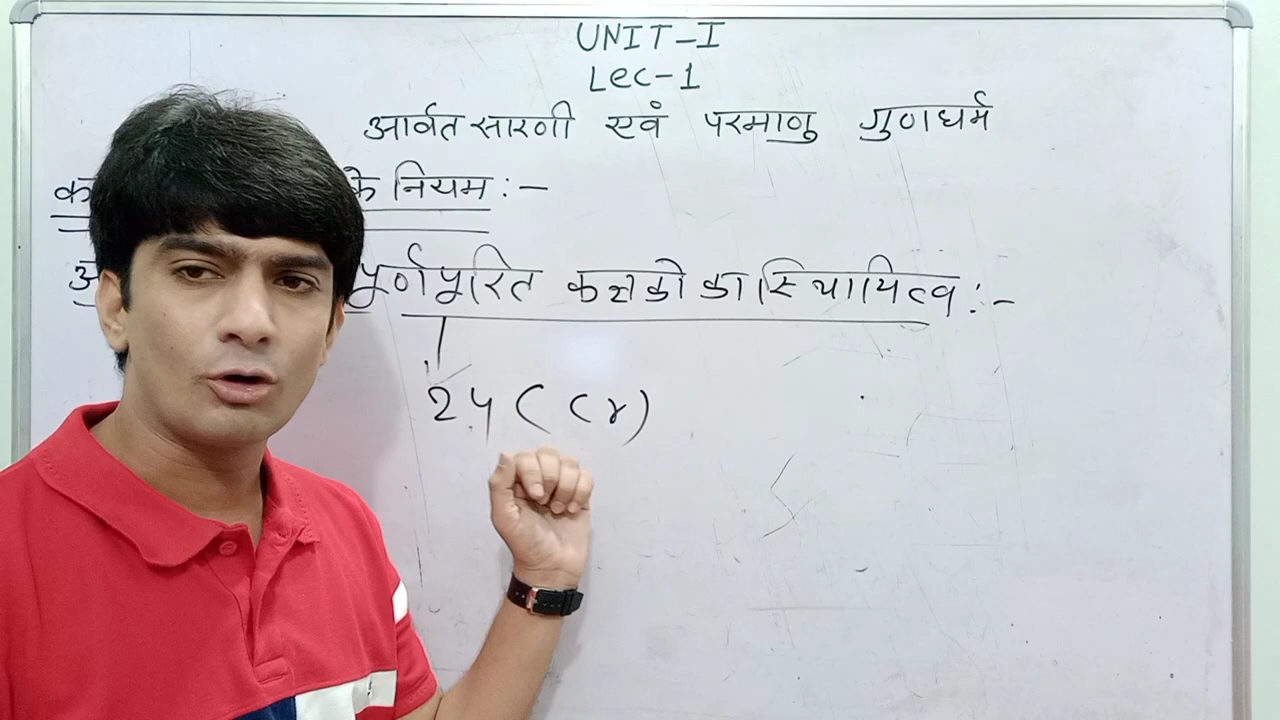 UNIT-I
Lec-1
आर्वत सारणी एवं परमाणु गुणधर्म
के नियम :-
पूर्णपूरित कक्षको का स्थियायित्व :-
24 ( Cr)